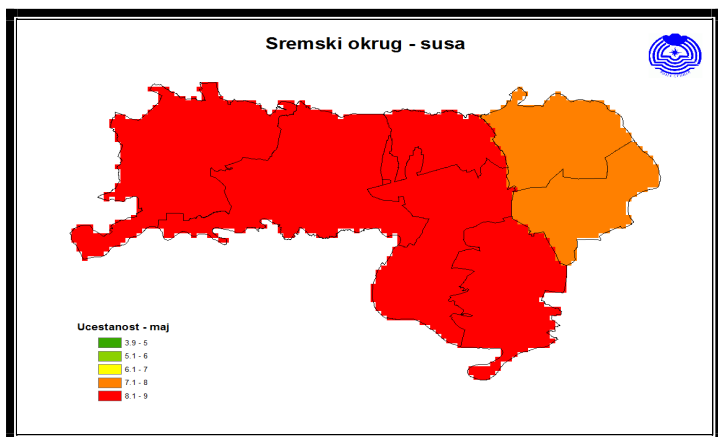 Sremski okrug - susa
Ucestanost - maj
3.9 - 5
5.1 - 6
6.1 - 7
7.1 - 8
8.1 - 9